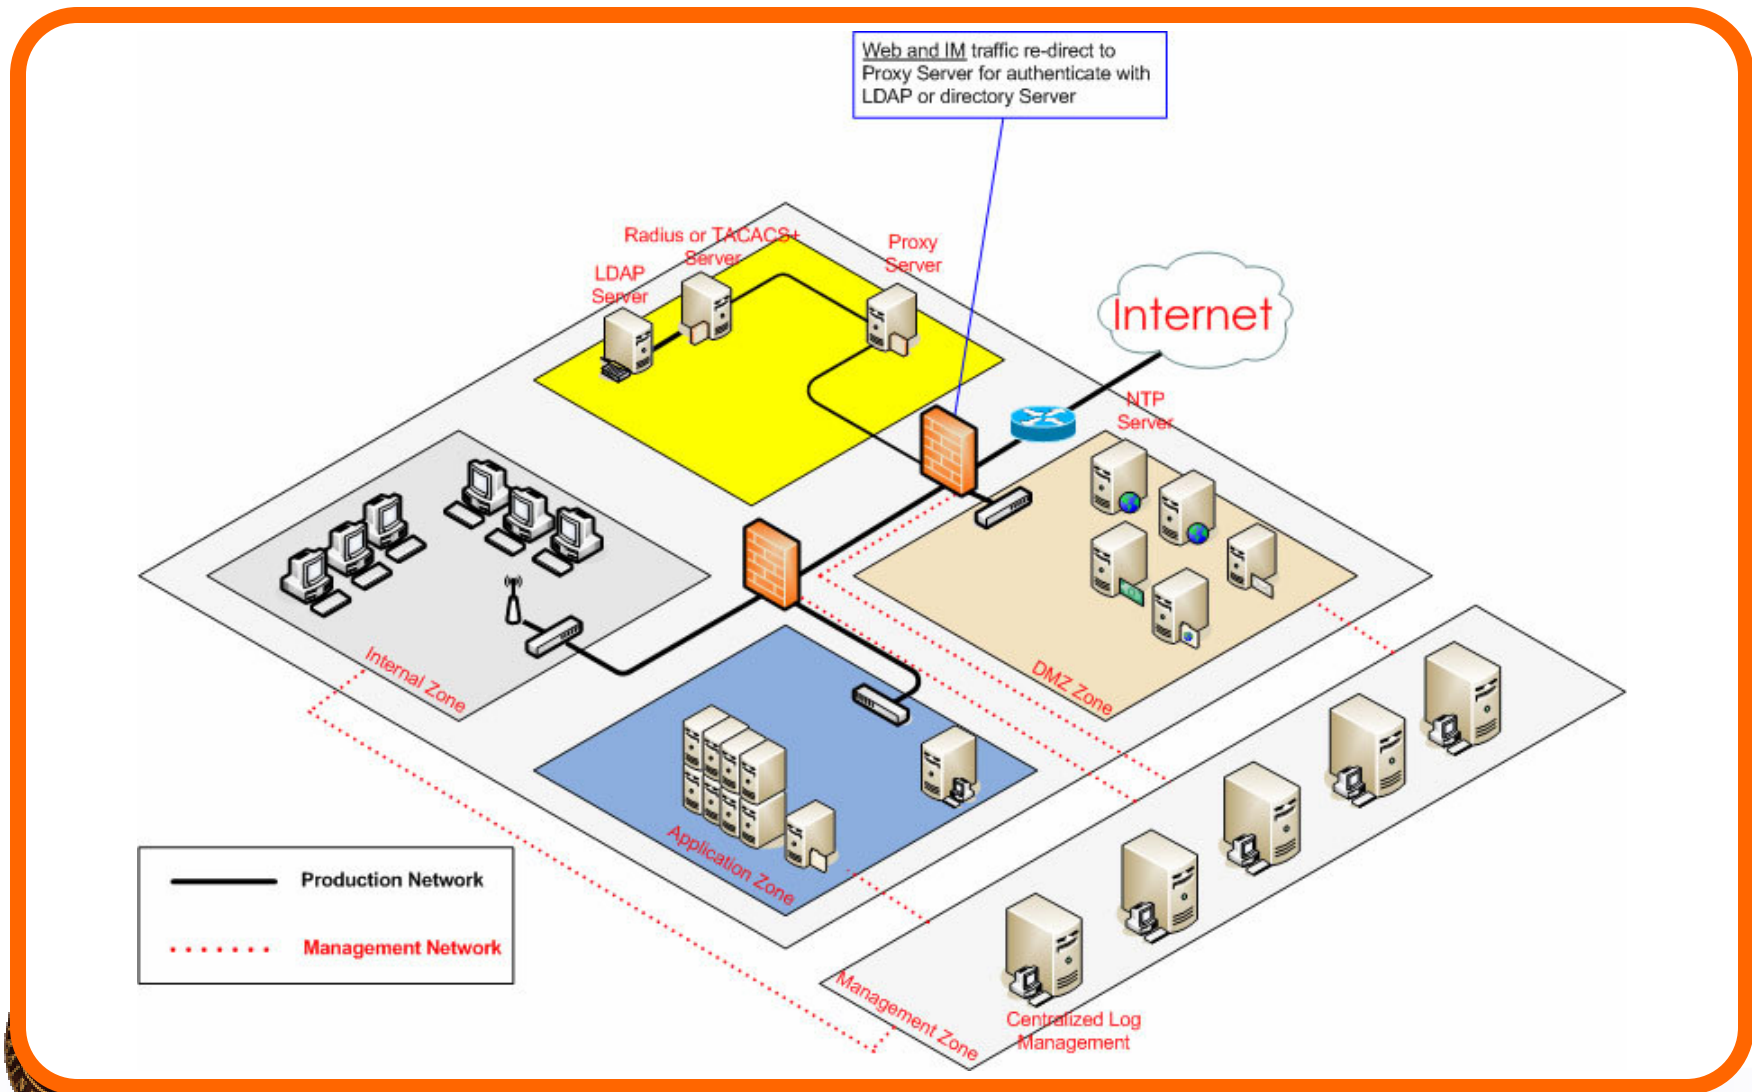 Web and IM traffic re-direct to
Proxy Server for authenticate with
LDAP or directory Server
Radius or TACACS+
Server
Proxy
Server
LDAP
Server
Internet
NTP
Server
Internal Zone
DMZ Zone
Application Zone
Production Network
Management Network
Management Zone
Centralized Log
Management